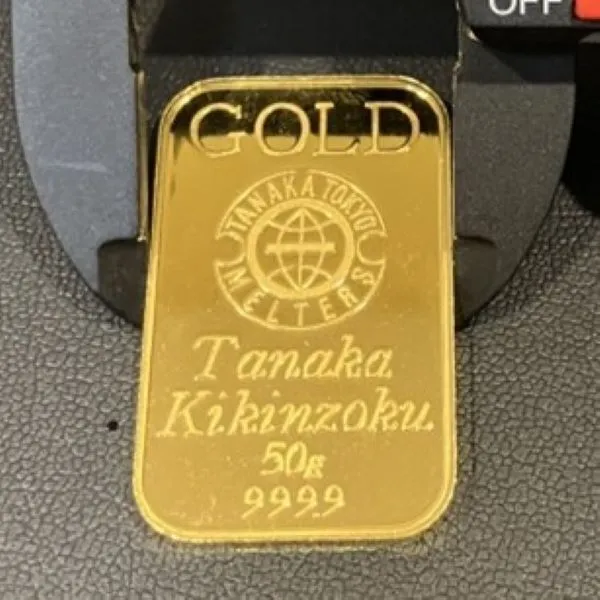 OFF
GOLD
TANAKA TOKYO
MELTERS
Tanaka
Kikinzoku
50g
999.9